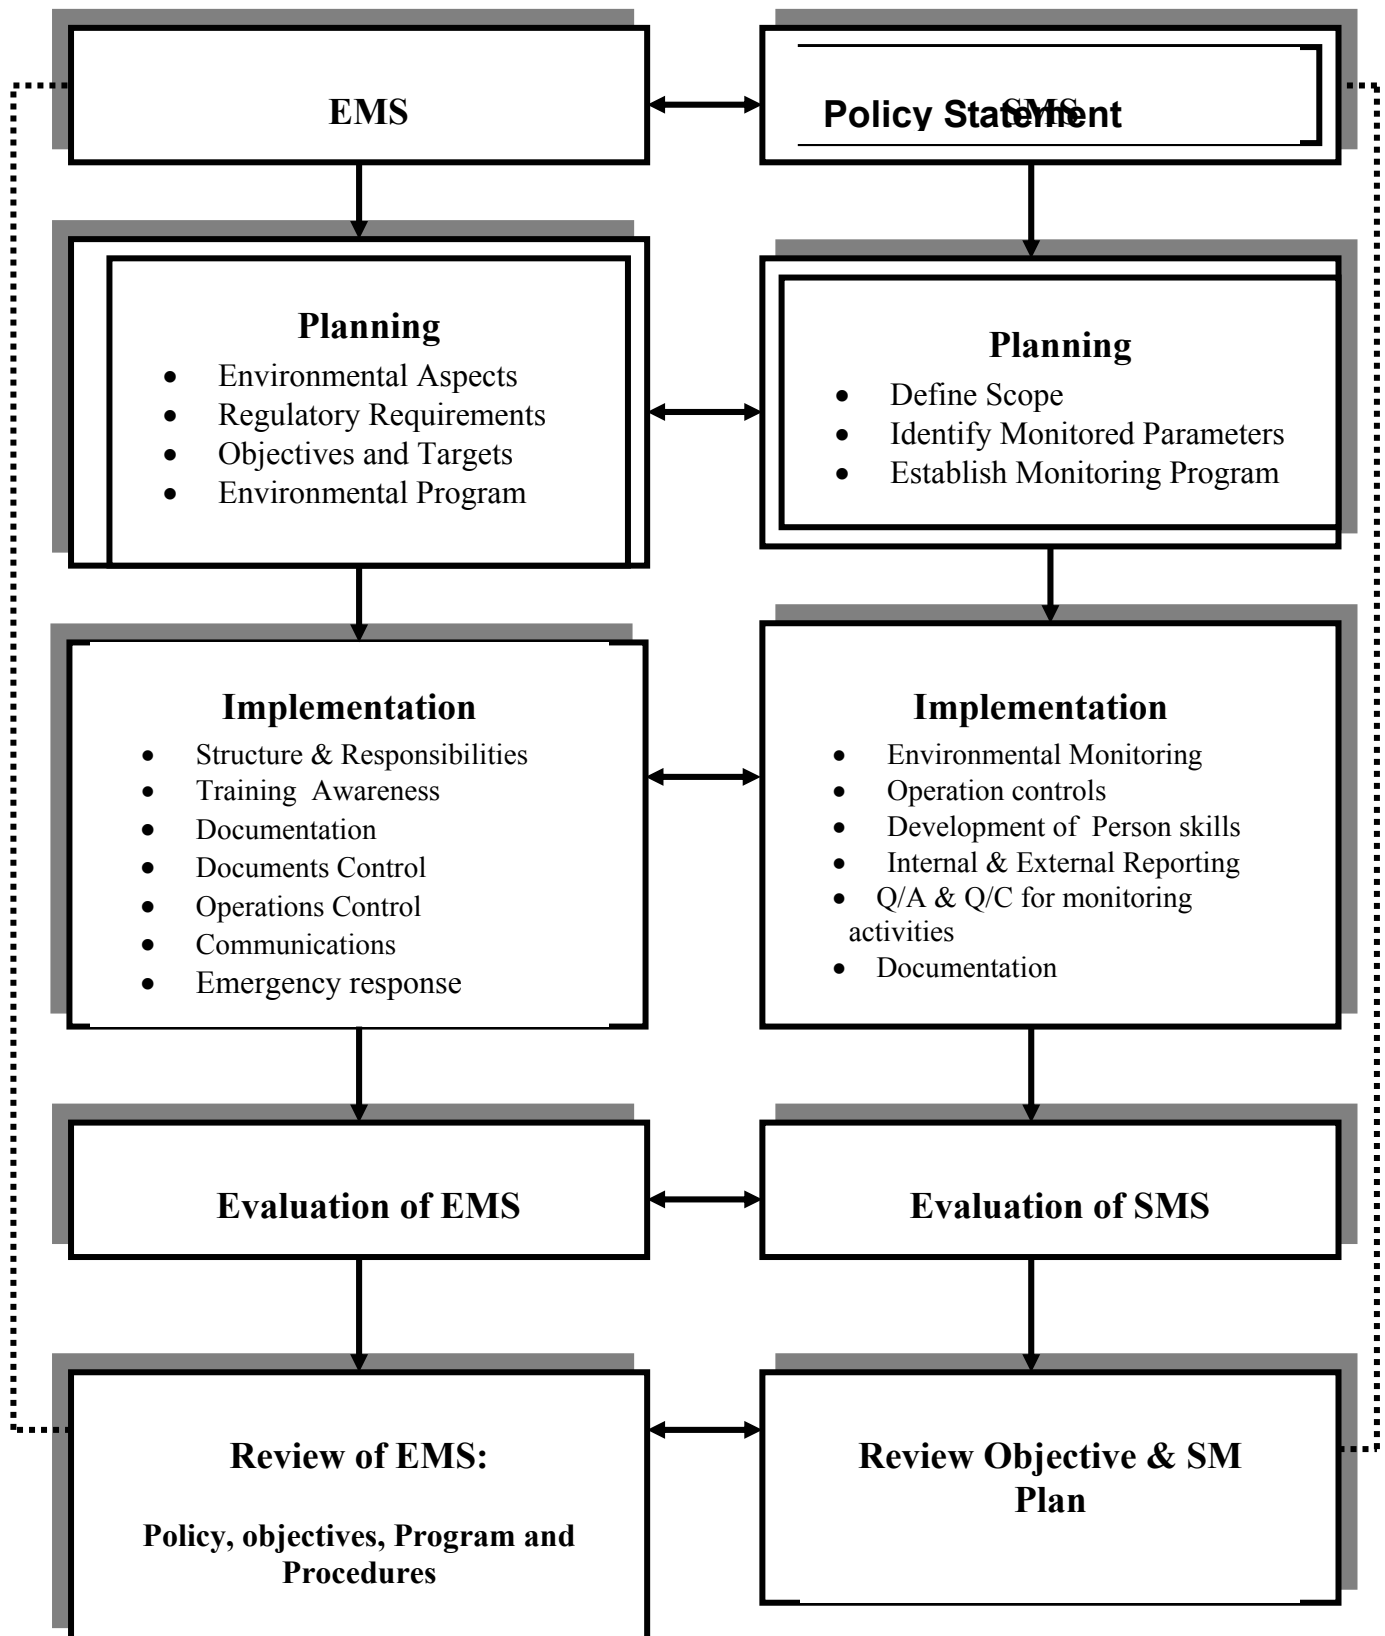 EMS
Policy Statement
SMS
Planning
• Environmental Aspects
• Regulatory Requirements
• Objectives and Targets
• Environmental Program
Planning
• Define Scope
• Identify Monitored Parameters
• Establish Monitoring Program
Implementation
• Structure & Responsibilities
• Training Awareness
• Documentation
• Documents Control
• Operations Control
• Communications
• Emergency response
Implementation
• Environmental Monitoring
• Operation controls
• Development of Person skills
• Internal & External Reporting
• Q/A & Q/C for monitoring
activities
• Documentation
Evaluation of EMS
Evaluation of SMS
Review of EMS:
Policy, objectives, Program and
Procedures
Review Objective & SM
Plan